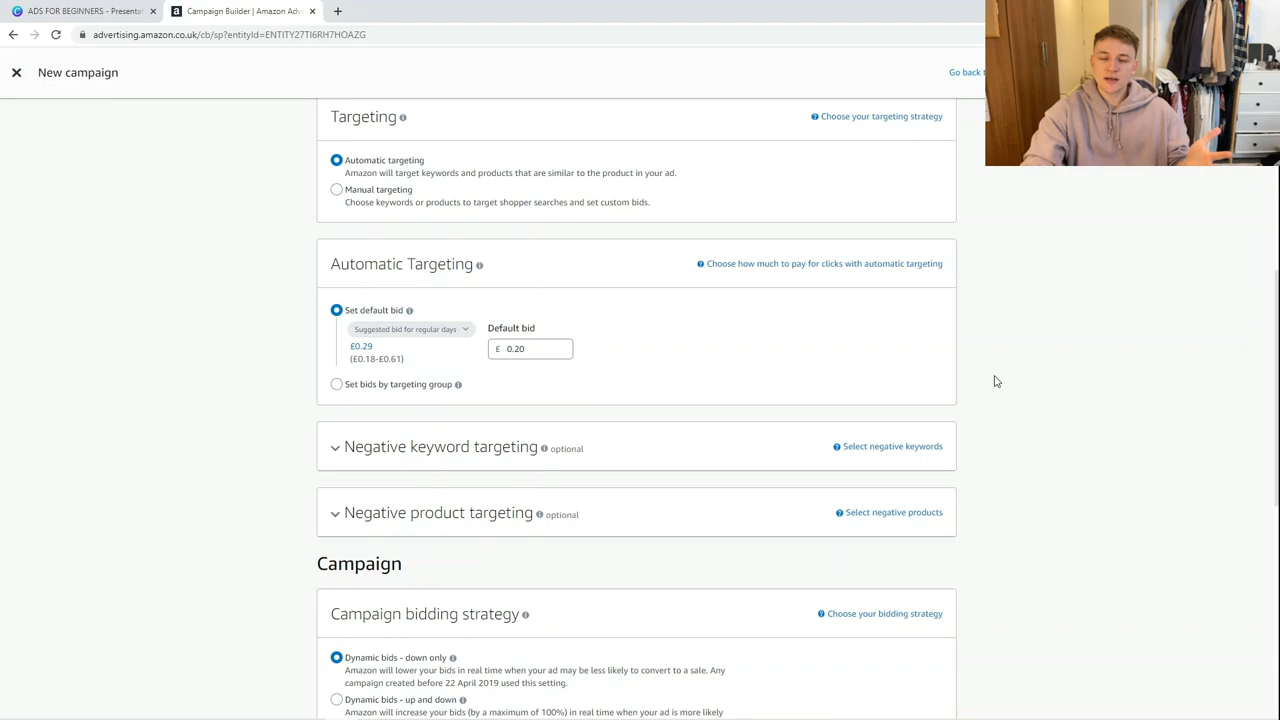 ADS FOR BEGINNERS - Presentat
Campaign Builder | Amazon Adver
advertising.amazon.co.uk/cb/sp?entityId=ENTITY27TI6RH7HOAZG
New campaign
Go back t
Targeting
Choose your targeting strategy
Automatic targeting
Amazon will target keywords and products that are similar to the product in your ad.
Manual targeting
Choose keywords or products to target shopper searches and set custom bids.
Automatic Targeting
Choose how much to pay for clicks with automatic targeting
Set default bid
Suggested bid for regular days
Default bid
£0.29
£ 0.20
(£0.18-£0.61)
Set bids by targeting group
Negative keyword targeting optional
Select negative keywords
Negative product targeting optional
Select negative products
Campaign
Campaign bidding strategy
Choose your bidding strategy
Dynamic bids - down only
Amazon will lower your bids in real time when your ad may be less likely to convert to a sale. Any
campaign created before 22 April 2019 used this setting.
Dynamic bids - up and down
Amazon will increase your bids (by a maximum of 100%) in real time when your ad is more likely